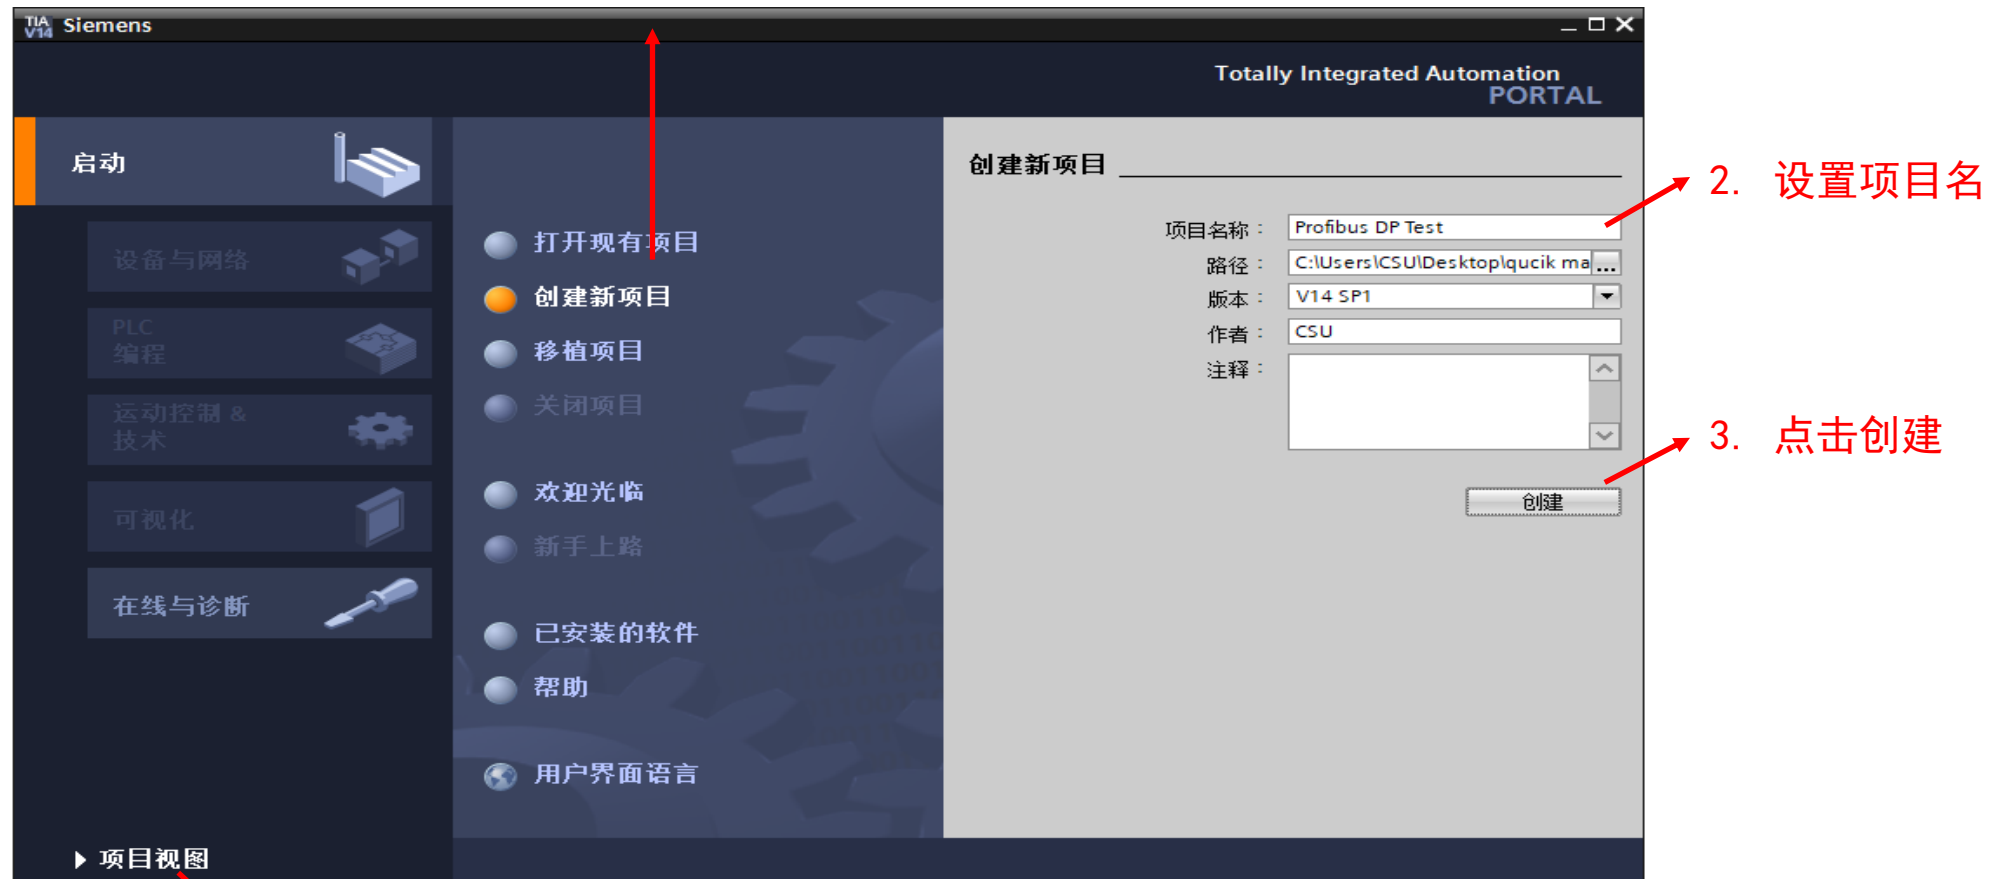 TIA
V14
Siemens
Totally Integrated Automation
PORTAL
启动
设备与网络
PLC
编程
运动控制 &
技术
可视化
在线与诊断
项目视图
打开现有项目
创建新项目
移植项目
关闭项目
欢迎光临
新手上路
已安装的软件
帮助
用户界面语言
创建新项目
项目名称： Profibus DP Test
路径： C:\Users\CSU\Desktop\qucik ma ...
版本： V14 SP1
作者： CSU
注释：
创建
2. 设置项目名
3. 点击创建